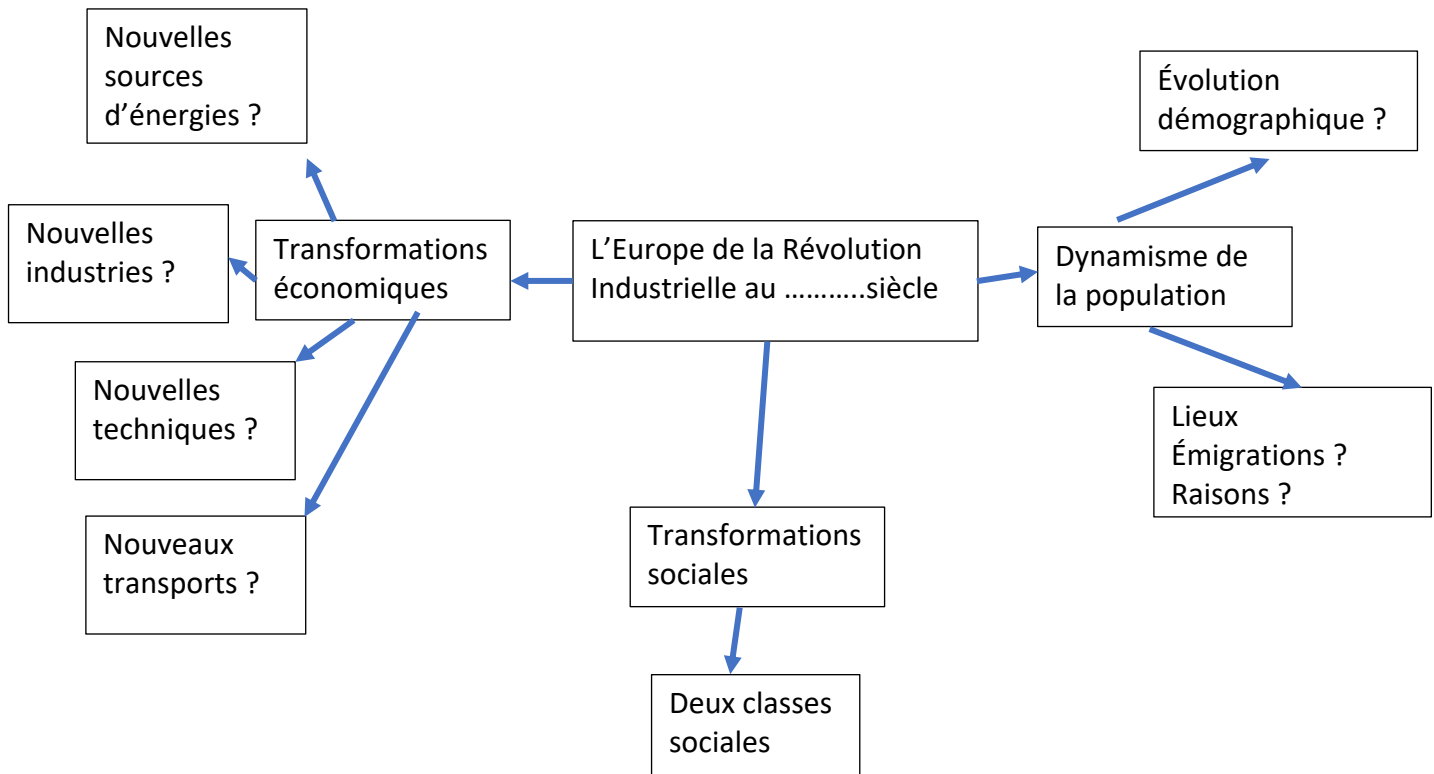 Nouvelles
sources
d’énergies ?
Évolution
démographique ?
Nouvelles
industries ?
Transformations
économiques
L’Europe de la Révolution
Industrielle au ………..siècle
Dynamisme de
la population
Nouvelles
techniques ?
Lieux
Émigrations ?
Raisons ?
Nouveaux
transports ?
Transformations
sociales
Deux classes
sociales